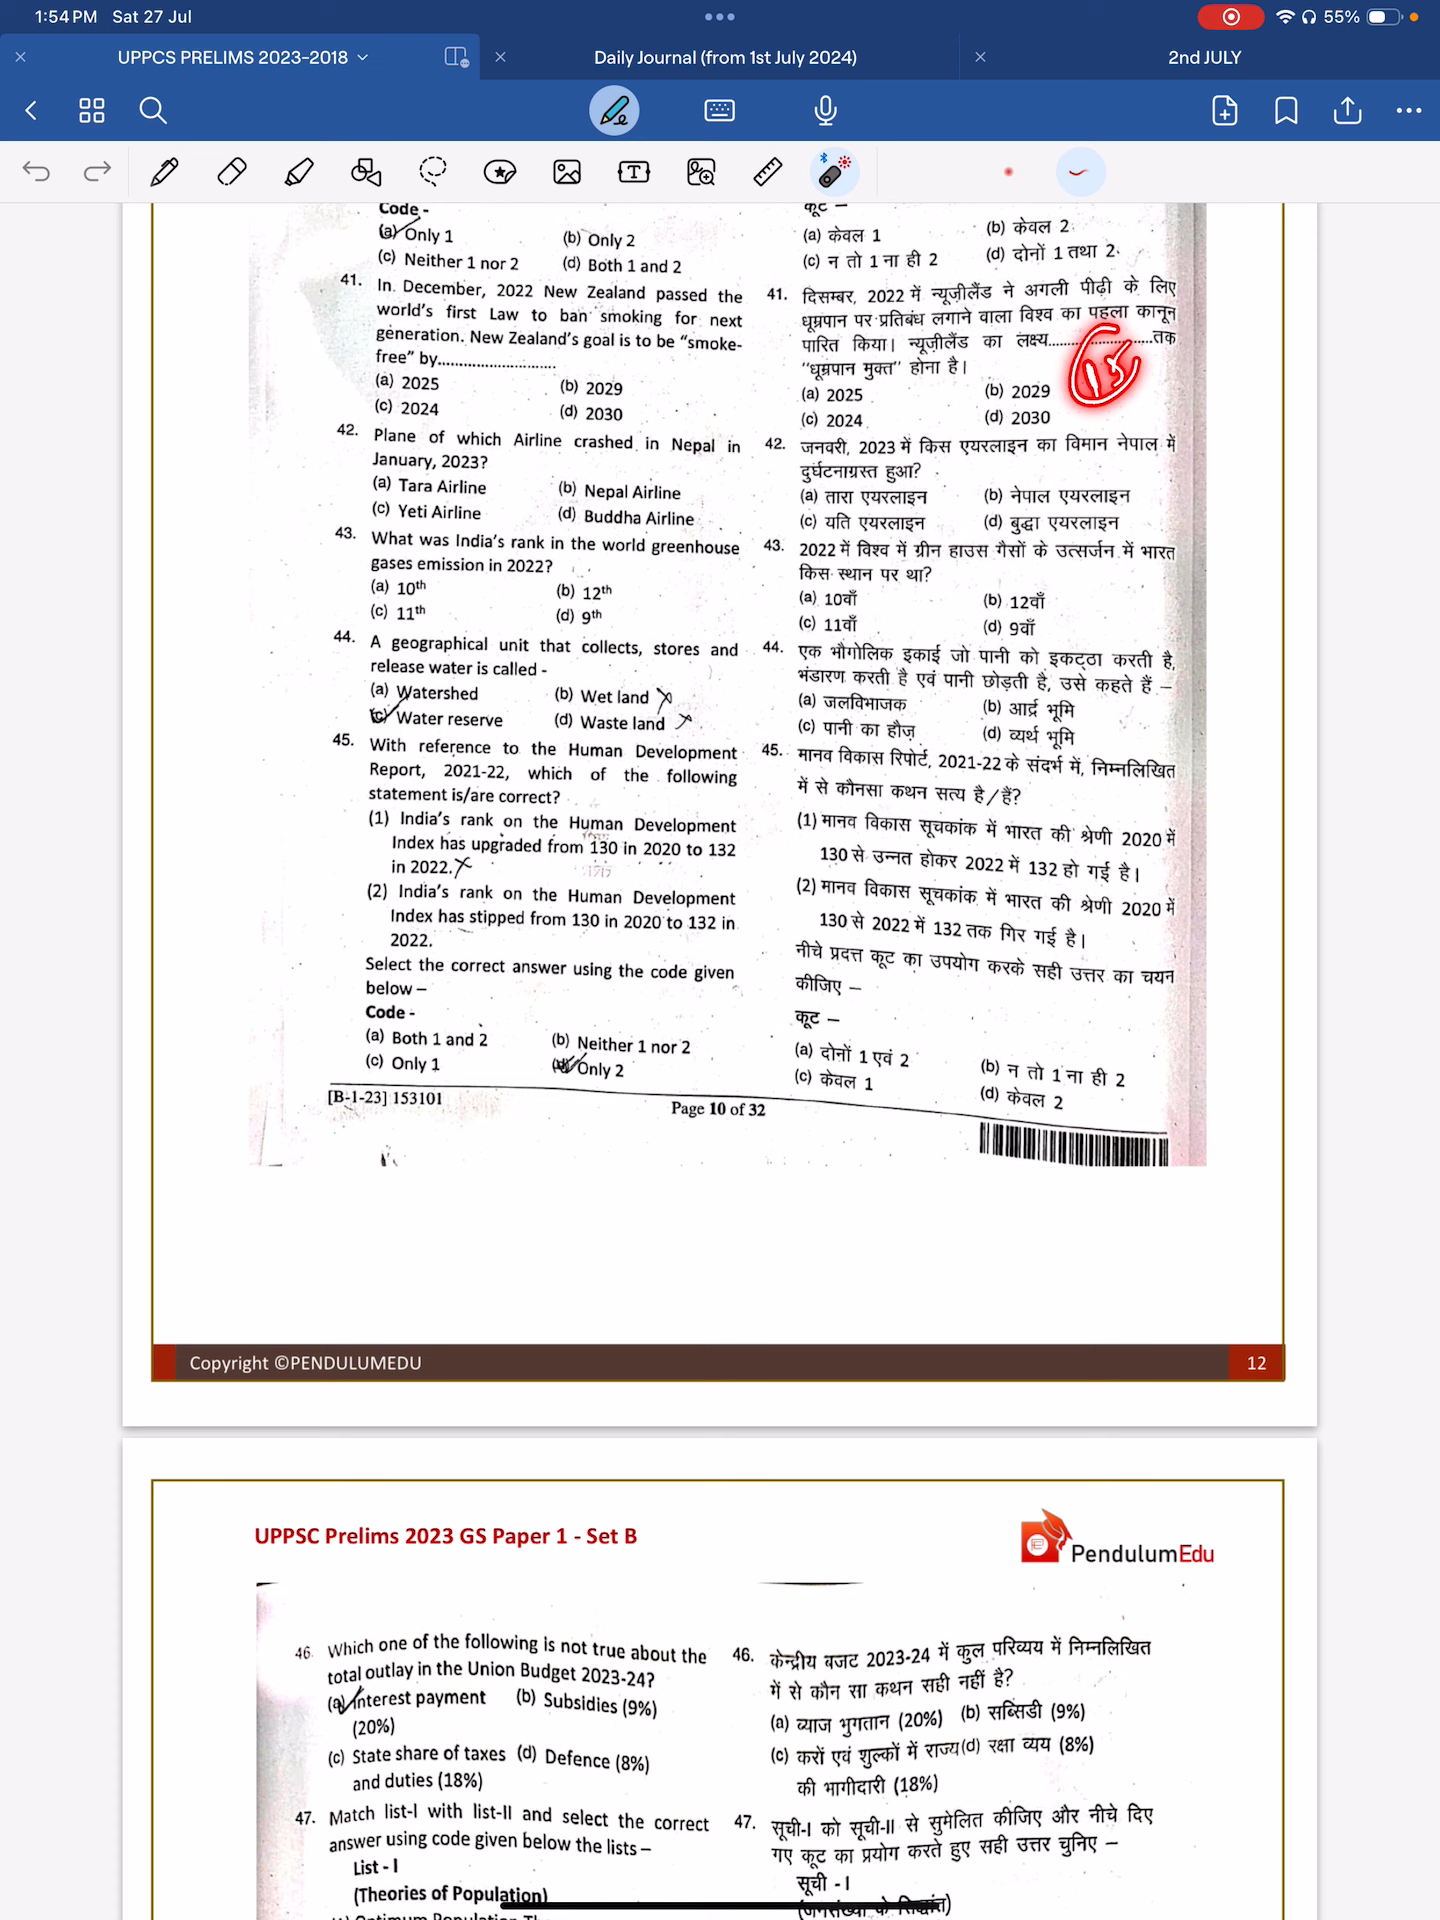 1:54 PM Sat 27 Jul
55%
UPPCS PRELIMS 2023-2018
Daily Journal (from 1st July 2024)
2nd JULY
Code -
(a) Only 1
(b) Only 2
(c) Neither 1 nor 2
(d) Both 1 and 2
41. In December, 2022 New Zealand passed the
world's first Law to ban smoking for next
generation. New Zealand's goal is to be "smoke-
free" by............................
(a) 2025
(b) 2029
(c) 2024
(d) 2030
42. Plane of which Airline crashed in Nepal in
January, 2023?
(a) Tara Airline
(b) Nepal Airline
(c) Yeti Airline
(d) Buddha Airline
43. What was India's rank in the world greenhouse
gases emission in 2022?
(a) 10th
(b) 12th
(c) 11th
(d) 9th
44. A geographical unit that collects, stores and
release water is called -
(a) Watershed
(b) Wet land
(c) Water reserve
(d) Waste land
45. With reference to the Human Development
Report, 2021-22, which of the following
statement is/are correct?
(1) India's rank on the Human Development
Index has upgraded from 130 in 2020 to 132
in 2022.
(2) India's rank on the Human Development
Index has stipped from 130 in 2020 to 132 in
2022.
Select the correct answer using the code given
below –
Code -
(a) Both 1 and 2
(b) Neither 1 nor 2
(c) Only 1
(d) Only 2
कूट –
(a) केवल 1
(b) केवल 2
(c) न तो 1 ना ही 2
(d) दोनों 1 तथा 2
41. दिसम्बर, 2022 में न्यूज़ीलैंड ने अगली पीढ़ी के लिए
धूम्रपान पर प्रतिबंध लगाने वाला विश्व का पहला कानून
पारित किया। न्यूज़ीलैंड का लक्ष्य........................तक
"धूम्रपान मुक्त" होना है।
18
(a) 2025
(b) 2029
(c) 2024
(d) 2030
42. जनवरी, 2023 में किस एयरलाइन का विमान नेपाल में
दुर्घटनाग्रस्त हुआ?
(a) तारा एयरलाइन
(b) नेपाल एयरलाइन
(c) यति एयरलाइन
(d) बुद्धा एयरलाइन
43. 2022 में विश्व में ग्रीन हाउस गैसों के उत्सर्जन में भारत
किस स्थान पर था?
(a) 10वाँ
(b) 12वाँ
(c) 11वाँ
(d) 9वाँ
44. एक भौगोलिक इकाई जो पानी को इकट्ठा करती है,
भंडारण करती है एवं पानी छोड़ती है, उसे कहते हैं –
(a) जलविभाजक
(b) आर्द्र भूमि
(c) पानी का हौज़
(d) व्यर्थ भूमि
45. मानव विकास रिपोर्ट, 2021-22 के संदर्भ में, निम्नलिखित
में से कौनसा कथन सत्य है/हैं?
(1) मानव विकास सूचकांक में भारत की श्रेणी 2020 में
130 से उन्नत होकर 2022 में 132 हो गई है।
(2) मानव विकास सूचकांक में भारत की श्रेणी 2020 में
130 से 2022 में 132 तक गिर गई है।
नीचे प्रदत्त कूट का उपयोग करके सही उत्तर का चयन
कीजिए –
कूट –
(a) दोनों 1 एवं 2
(b) न तो 1 ना ही 2
(c) केवल 1
(d) केवल 2
[B-1-23] 153101
Page 10 of 32
Copyright ©PENDULUMEDU
12
UPPSC Prelims 2023 GS Paper 1 - Set B
PendulumEdu
46. Which one of the following is not true about the
total outlay in the Union Budget 2023-24?
(a) Interest payment (b) Subsidies (9%)
(20%)
(c) State share of taxes (d) Defence (8%)
and duties (18%)
47. Match list-I with list-II and select the correct
answer using code given below the lists –
List - I
(Theories of Population)
46. केन्द्रीय बजट 2023-24 में कुल परिव्यय में निम्नलिखित
में से कौन सा कथन सही नहीं है?
(a) व्याज भुगतान (20%) (b) सब्सिडी (9%)
(c) करों एवं शुल्कों में राज्य (d) रक्षा व्यय (8%)
की भागीदारी (18%)
47. सूची-I को सूची-II से सुमेलित कीजिए और नीचे दिए
गए कूट का प्रयोग करते हुए सही उत्तर चुनिए –
सूची - I
(जनसंख्या के सिद्धांत)